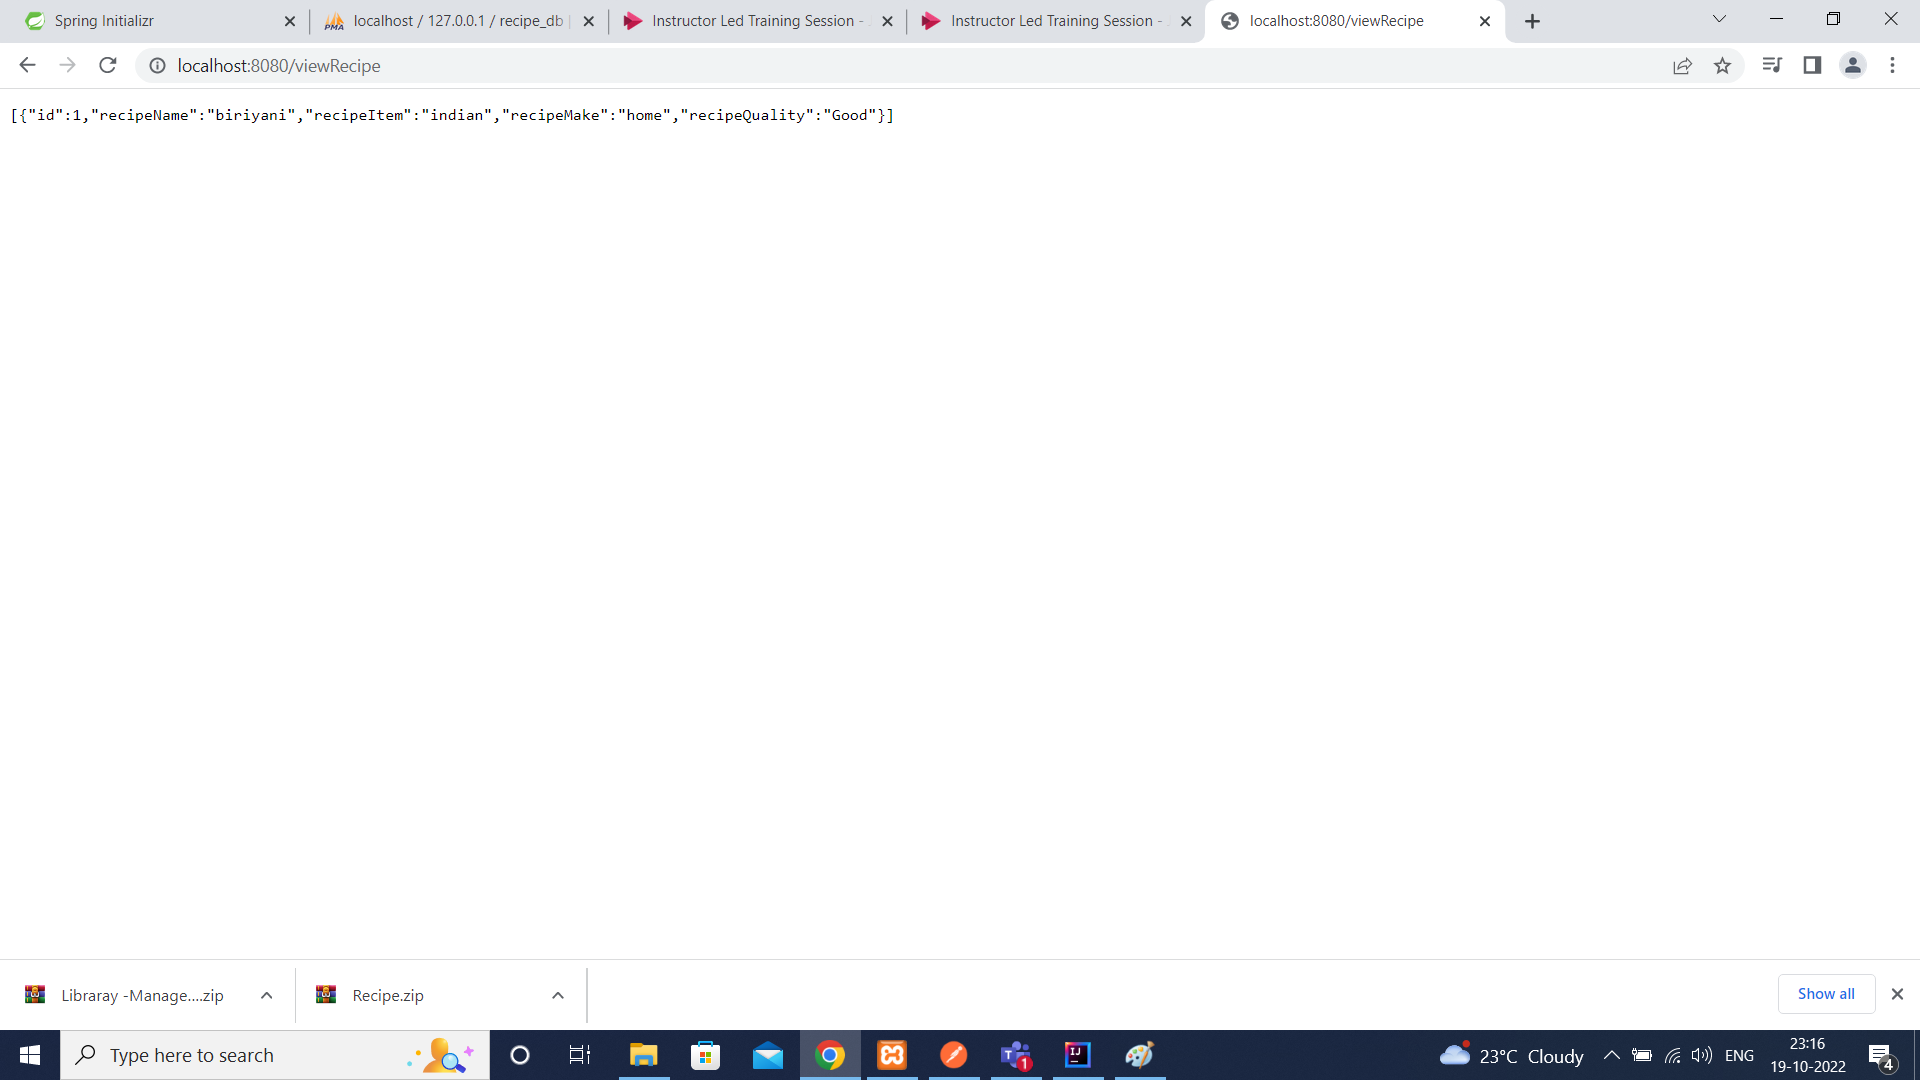 Spring Initializr
localhost / 127.0.0.1 / recipe_db
Instructor Led Training Session -
Instructor Led Training Session -
localhost:8080/viewRecipe
localhost:8080/viewRecipe
[{"id":1,"recipeName":"biriyani","recipeItem":"indian","recipeMake":"home","recipeQuality":"Good"}]
Libraray -Manage....zip
Recipe.zip
Show all
Type here to search
23°C Cloudy
ENG
23:16
19-10-2022
4
1